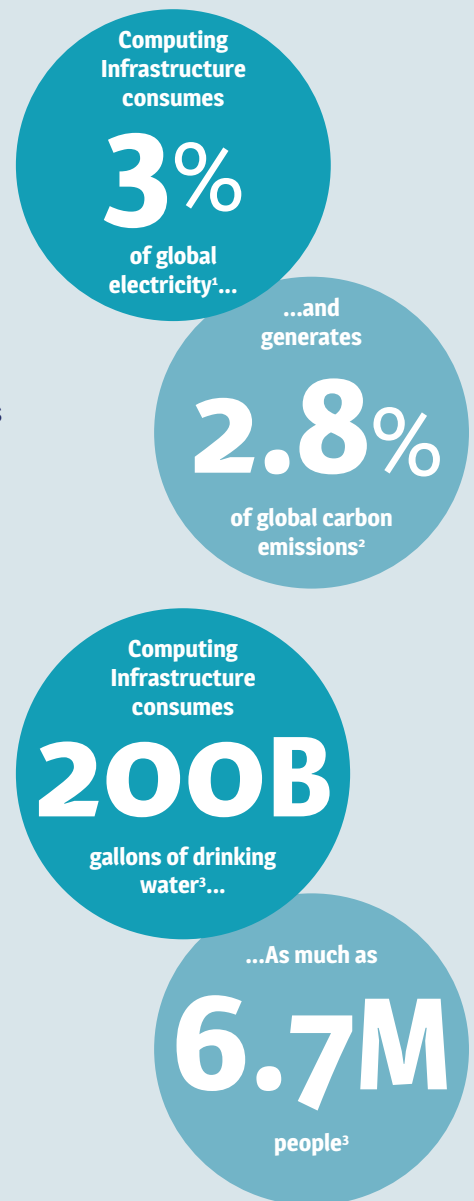 Computing
Infrastructure
consumes
3%
of global
electricity¹...
...and
generates
2.8%
of global carbon
emissions²
Computing
Infrastructure
consumes
200B
gallons of drinking
water³...
...As much as
6.7M
people³